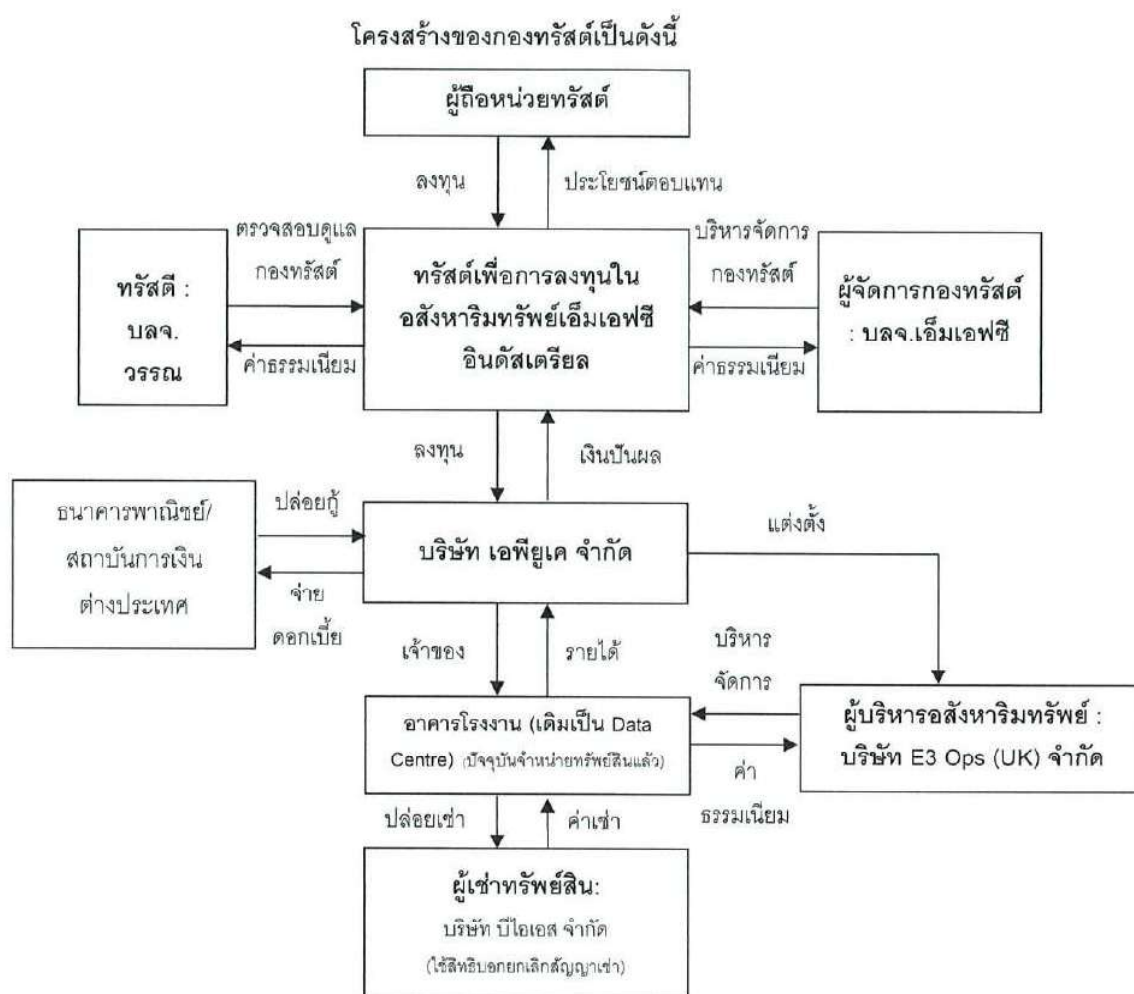 โครงสร้างของกองทรัสต์เป็นดังนี้
ผู้ถือหน่วยทรัสต์
ลงทุน
ประโยชน์ตอบแทน
ตรวจสอบดูแล
กองทรัสต์
บริหารจัดการ
กองทรัสต์
ทรัสตี :
บลจ.
วรรณ
ทรัสต์เพื่อการลงทุนใน
อสังหาริมทรัพย์เอ็มเอฟซี
อินดัสเตรียล
ผู้จัดการกองทรัสต์
: บลจ.เอ็มเอฟซี
ค่าธรรมเนียม
ค่าธรรมเนียม
ลงทุน
เงินปันผล
ธนาคารพาณิชย์/
สถาบันการเงิน
ต่างประเทศ
ปล่อยกู้
บริษัท เอพียูเค จำกัด
แต่งตั้ง
จ่าย
ดอกเบี้ย
เจ้าของ
รายได้
บริหาร
จัดการ
อาคารโรงงาน (เดิมเป็น Data
Centre) (ปัจจุบันจำหน่ายทรัพย์สินแล้ว)
ผู้บริหารอสังหาริมทรัพย์ :
บริษัท E3 Ops (UK) จำกัด
ค่า
ธรรมเนียม
ปล่อยเช่า
ค่าเช่า
ผู้เช่าทรัพย์สิน:
บริษัท บีไอเอส จำกัด
(ใช้สิทธิบอกยกเลิกสัญญาเช่า)